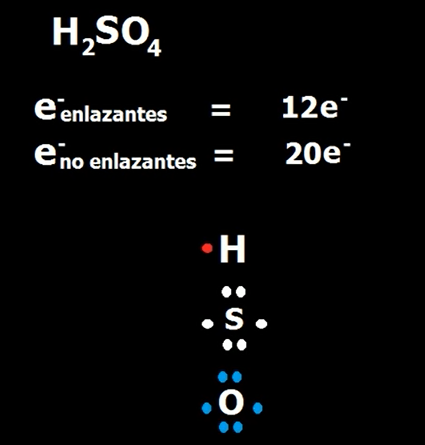 H₂SO₄
e⁻enlazantes = 12e⁻
e⁻no enlazantes = 20e⁻
H
S
O